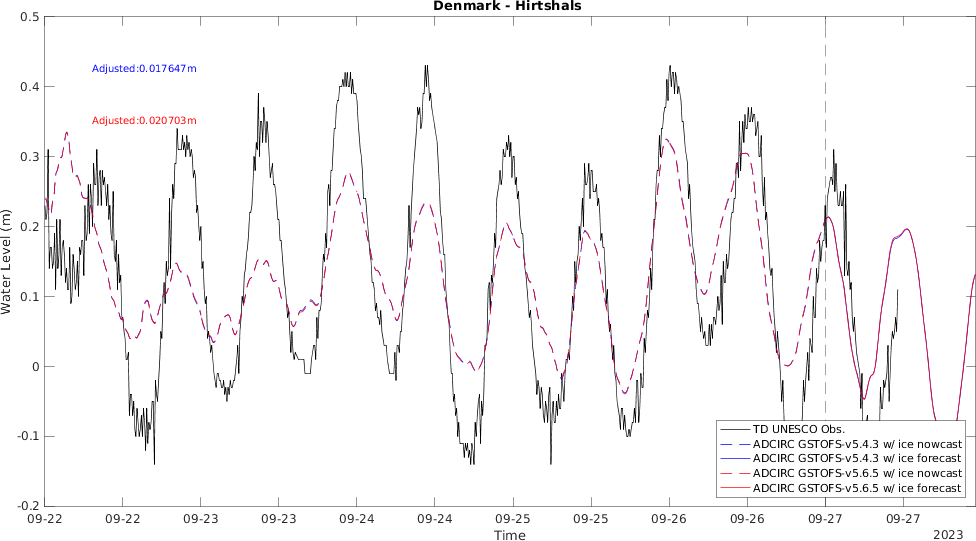 Denmark - Hirtshals
0.5
Adjusted:0.017647m
0.4
Adjusted:0.020703m
0.3
0.2
0.1
0
-0.1
-0.2
Water Level (m)
TD UNESCO Obs.
ADCIRC GSTOFS-v5.4.3 w/ ice nowcast
ADCIRC GSTOFS-v5.4.3 w/ ice forecast
ADCIRC GSTOFS-v5.6.5 w/ ice nowcast
ADCIRC GSTOFS-v5.6.5 w/ ice forecast
09-22 09-22 09-23 09-23 09-24 09-24 09-25 09-25 09-26 09-26 09-27 09-27
Time
2023